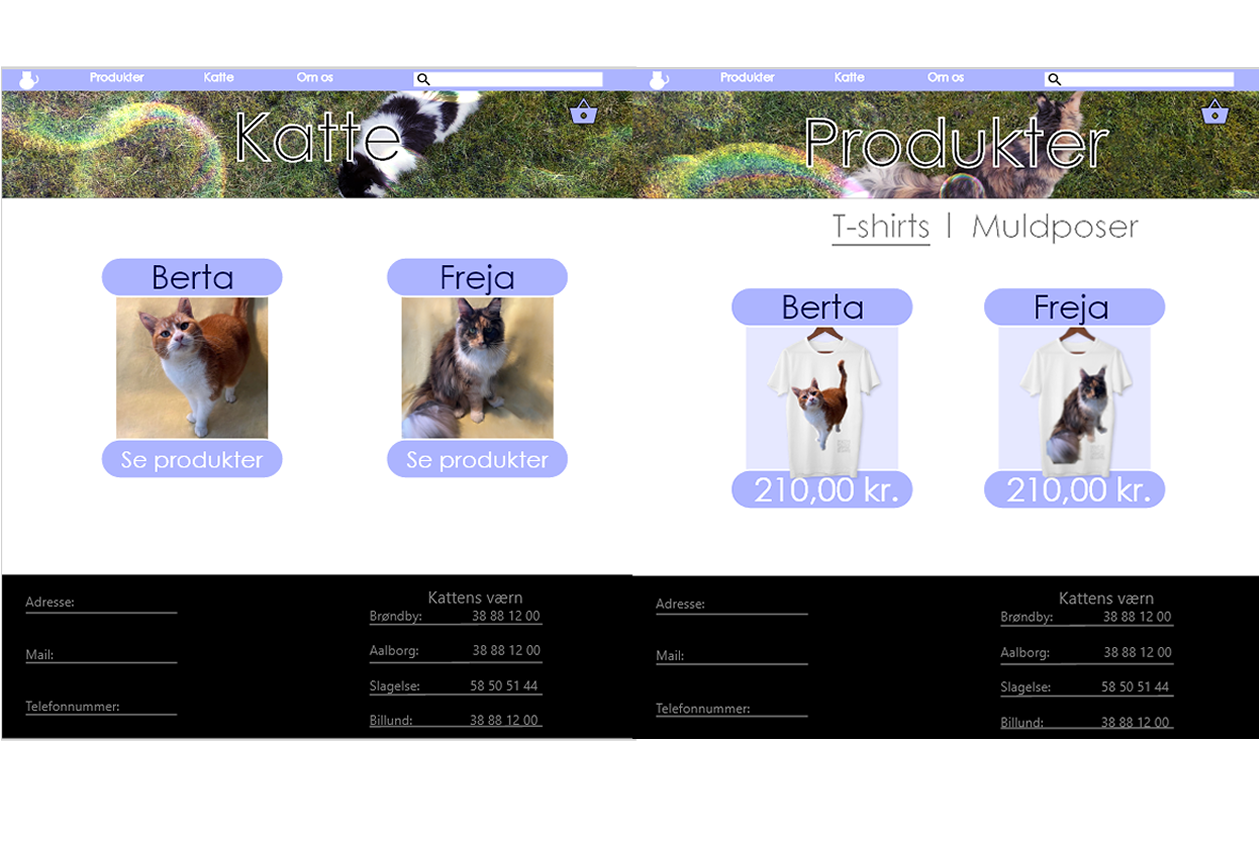 Produkter Katte Om os
Katte
Berta Freja
Se produkter Se produkter
Adresse:
Mail:
Telefonnummer:
Kattens værn
Brøndby: 38 88 12 00
Aalborg: 38 88 12 00
Slagelse: 58 50 51 44
Billund: 38 88 12 00
Produkter Katte Om os
Produkter
T-shirts | Muldposer
Berta Freja
210,00 kr. 210,00 kr.
Adresse:
Mail:
Telefonnummer:
Kattens værn
Brøndby: 38 88 12 00
Aalborg: 38 88 12 00
Slagelse: 58 50 51 44
Billund: 38 88 12 00